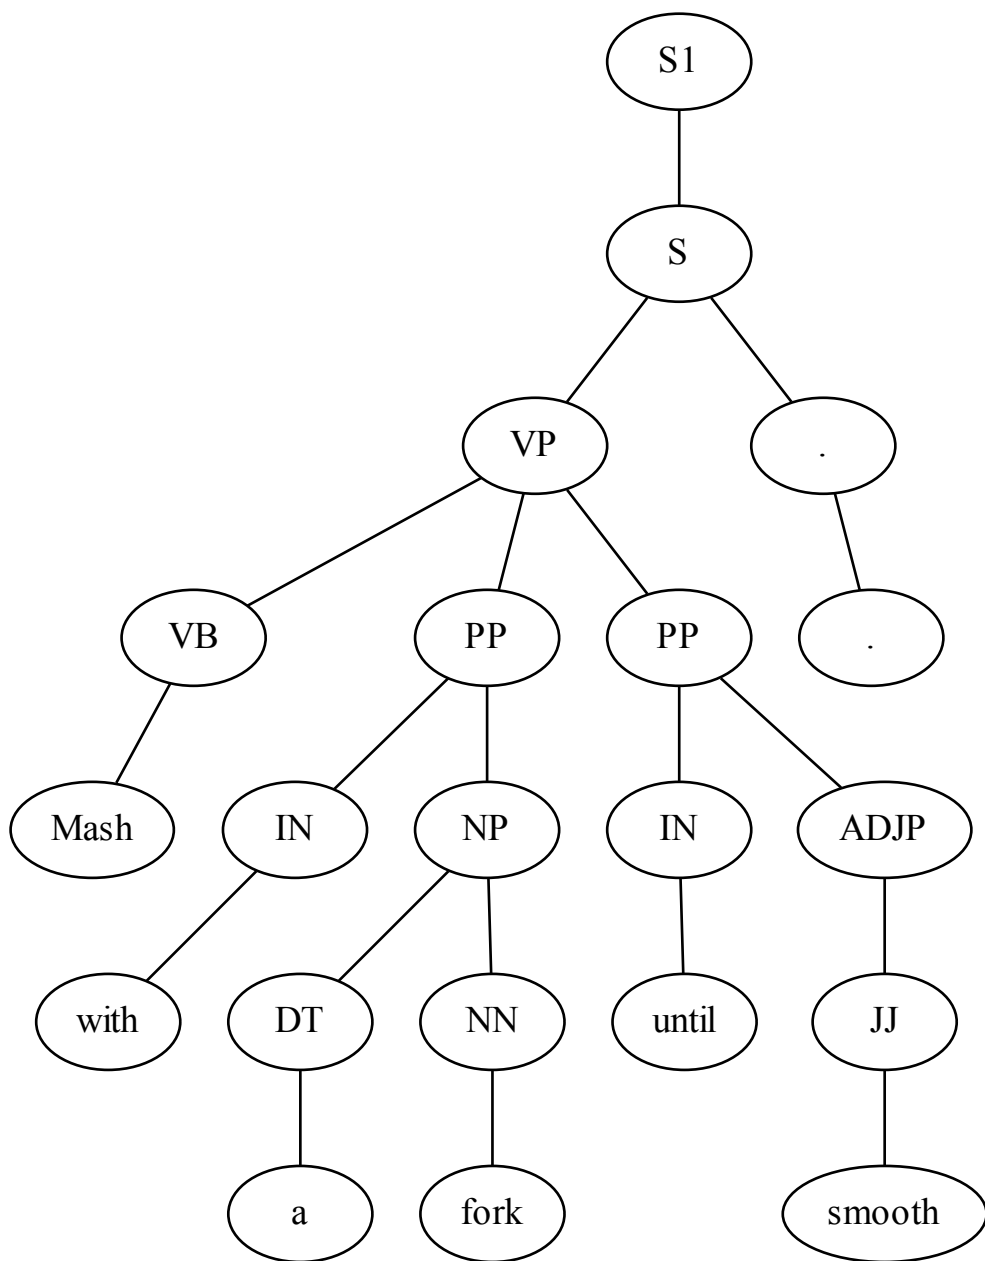 S1
S
VP .
VB PP PP .
Mash IN NP IN ADJP
with DT NN until JJ
a fork smooth